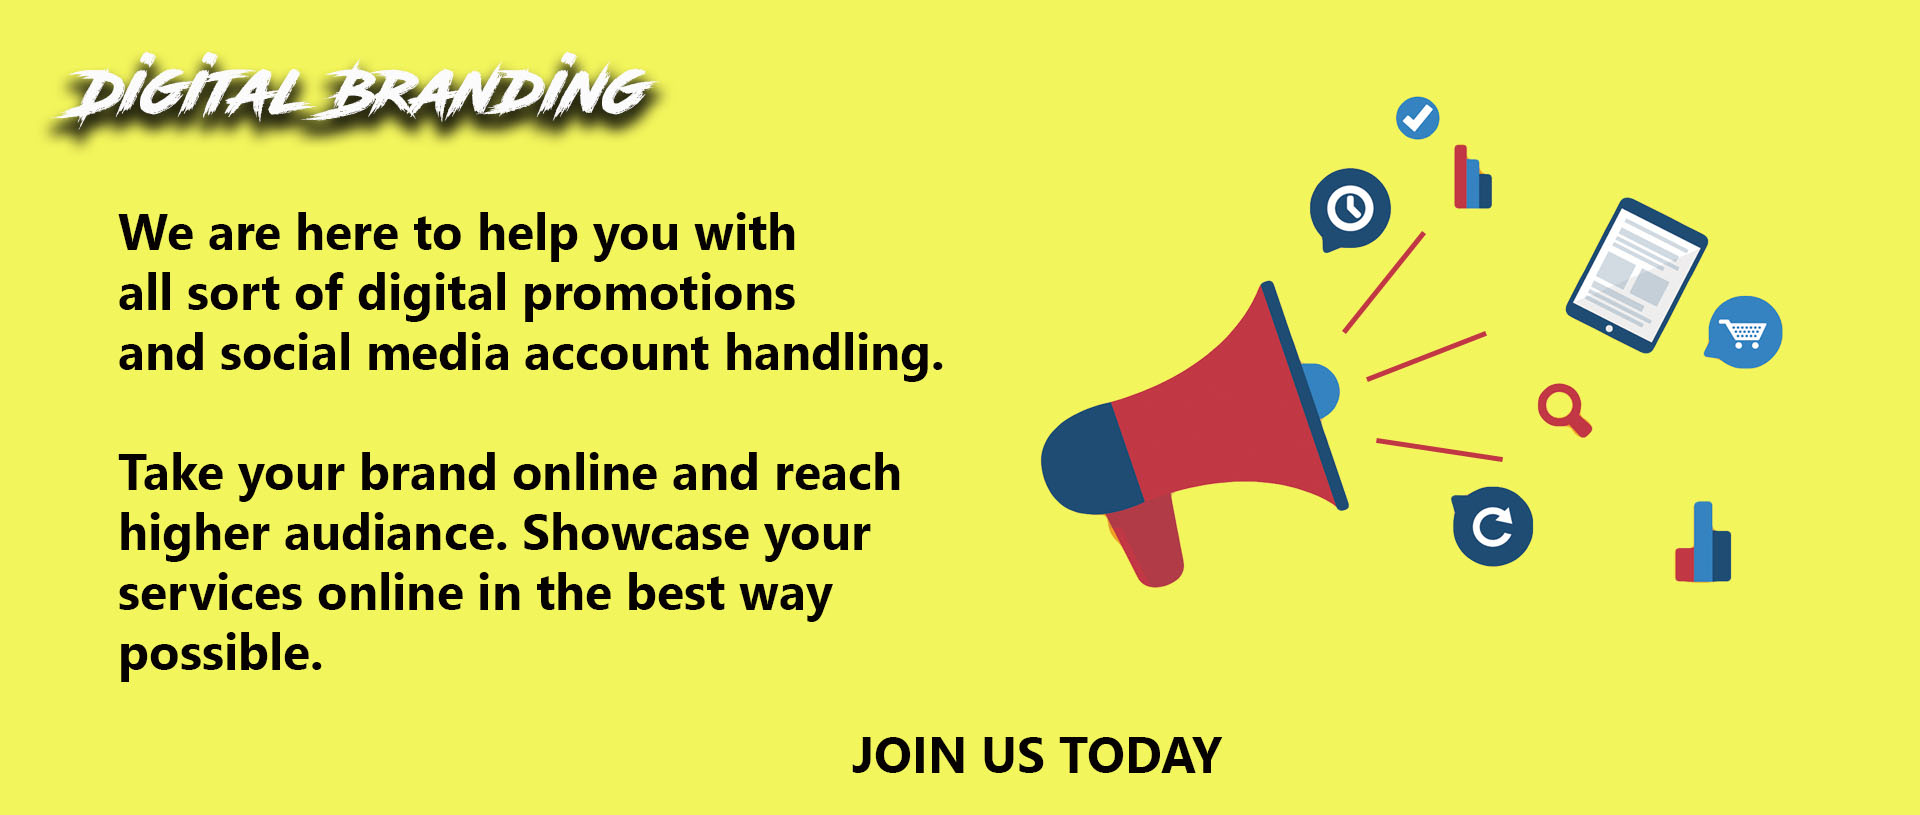 DIGITAL BRANDING
We are here to help you with
all sort of digital promotions
and social media account handling.
Take your brand online and reach
higher audiance. Showcase your
services online in the best way
possible.
JOIN US TODAY